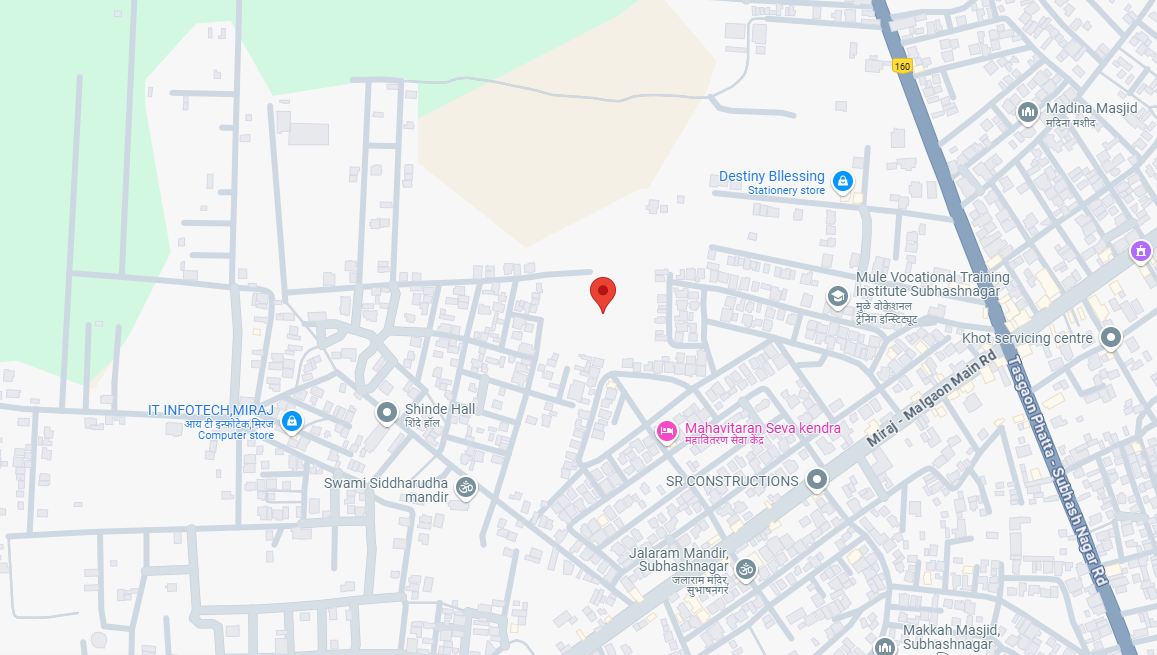 160
Madina Masjid
मदिना मशीद
Destiny Bllessing
Stationery store
Mule Vocational Training
Institute Subhashnagar
मुळे वोकेशनल
ट्रेनिंग इन्स्टिट्यूट
Khot servicing centre
Miraj - Malgaon Main Rd
Tasgaon Phatta - Subhash Nagar Rd
IT INFOTECH,MIRAJ
आय टी इन्फोटेक,मिरज
Computer store
Shinde Hall
शिंदे हॉल
Mahavitaran Seva kendra
महावितरण सेवा केंद्र
Swami Siddharudha
mandir
SR CONSTRUCTIONS
Jalaram Mandir,
Subhashnagar
जलाराम मंदिर,
सुभाषनगर
Makkah Masjid,
Subhashnagar